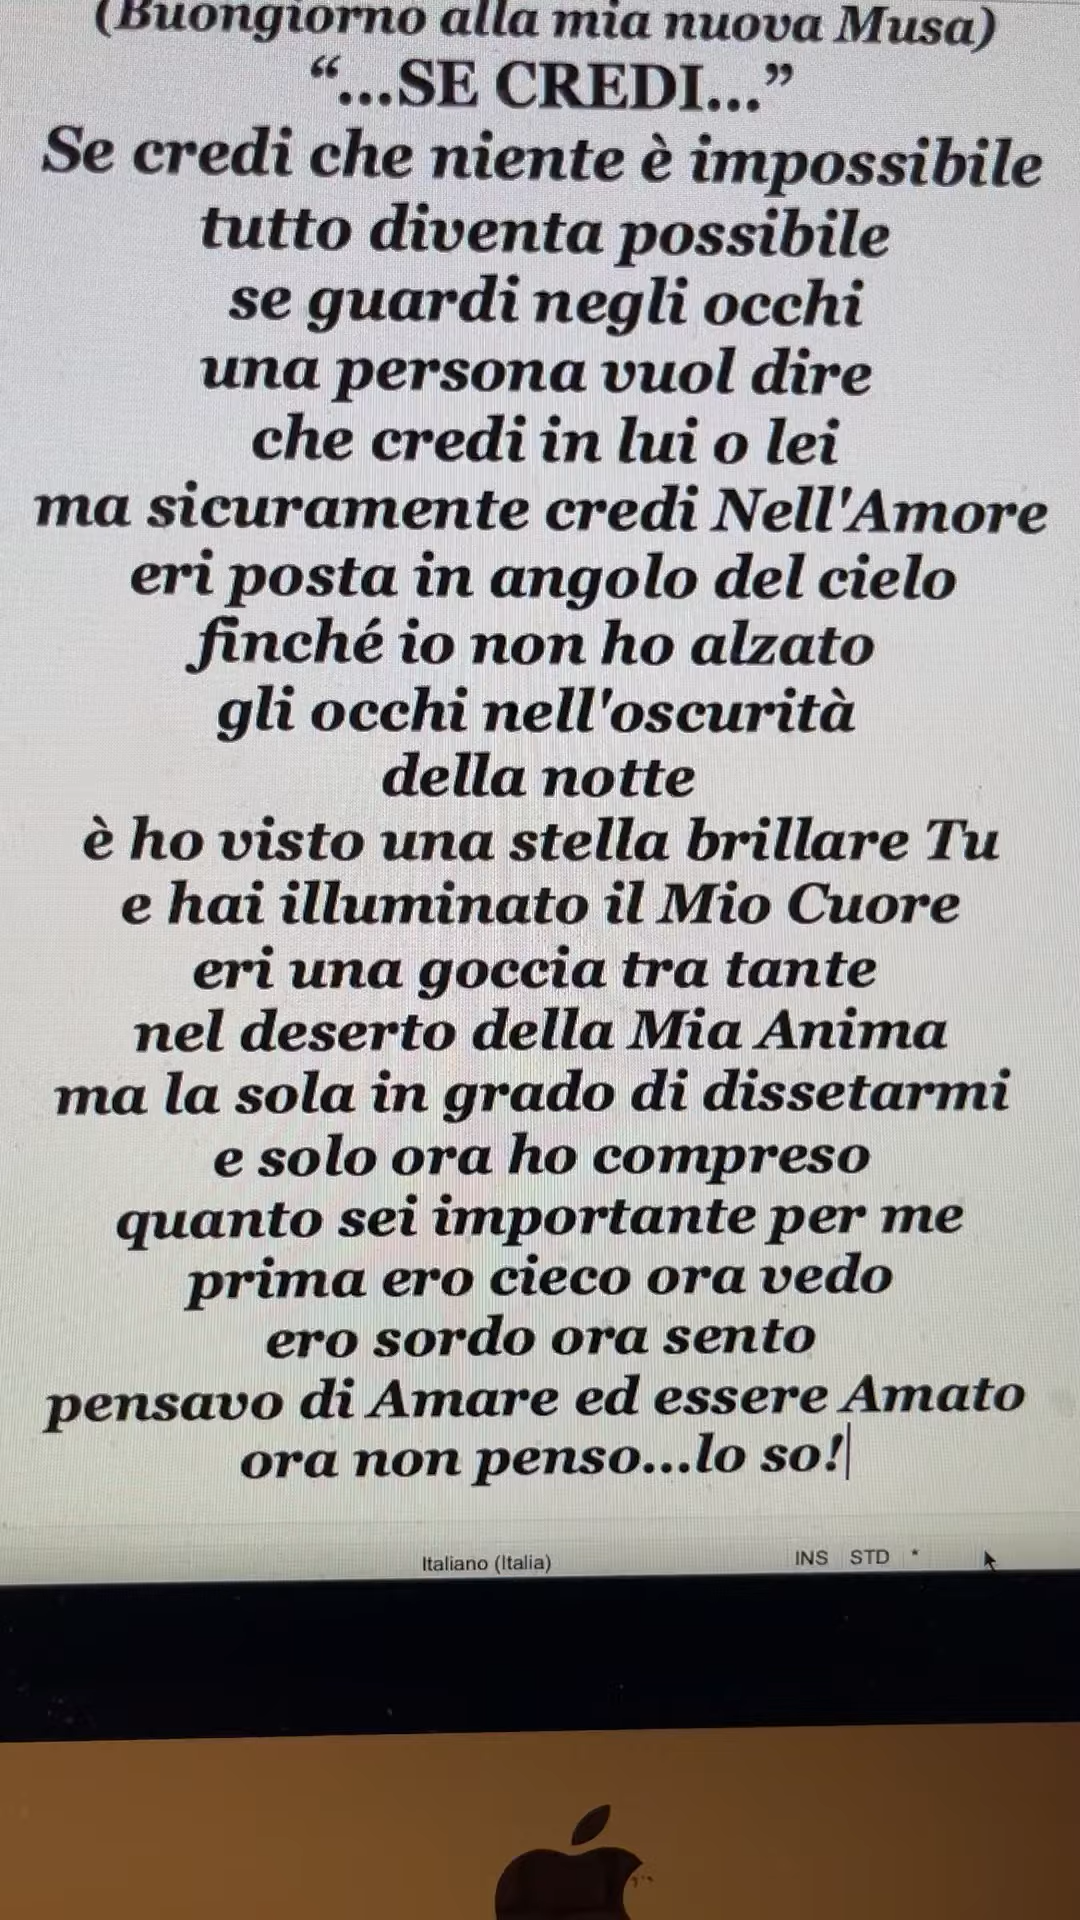 (Buongiorno alla mia nuova Musa)
“...SE CREDI...”
Se credi che niente è impossibile
tutto diventa possibile
se guardi negli occhi
una persona vuol dire
che credi in lui o lei
ma sicuramente credi Nell'Amore
eri posta in angolo del cielo
finché io non ho alzato
gli occhi nell'oscurità
della notte
è ho visto una stella brillare Tu
e hai illuminato il Mio Cuore
eri una goccia tra tante
nel deserto della Mia Anima
ma la sola in grado di dissetarmi
e solo ora ho compreso
quanto sei importante per me
prima ero cieco ora vedo
ero sordo ora sento
pensavo di Amare ed essere Amato
ora non penso...lo so!
Italiano (Italia) INS STD *